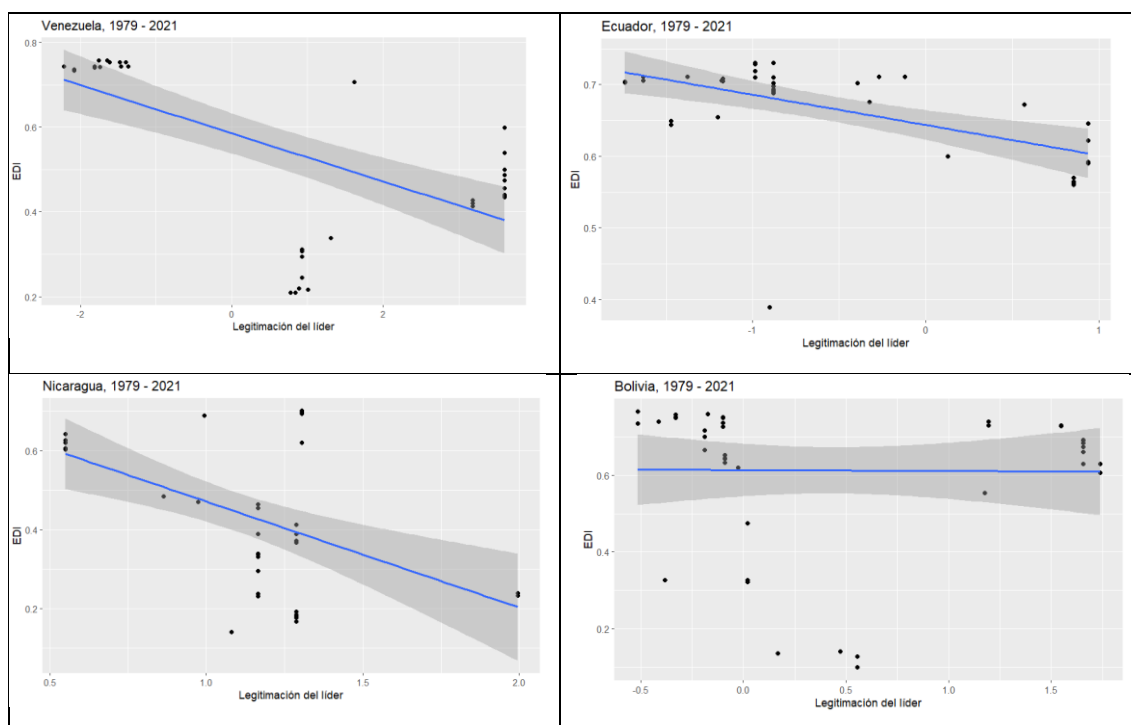 Venezuela, 1979 - 2021
0.8
0.6
0.4
0.2
EDI
-2
0
2
Legitimación del líder
Ecuador, 1979 - 2021
0.7
0.6
0.5
0.4
EDI
-1
0
1
Legitimación del líder
Nicaragua, 1979 - 2021
0.6
0.4
0.2
EDI
0.5
1.0
1.5
2.0
Legitimación del líder
Bolivia, 1979 - 2021
0.8
0.6
0.4
0.2
EDI
-0.5
0.0
0.5
1.0
1.5
Legitimación del líder